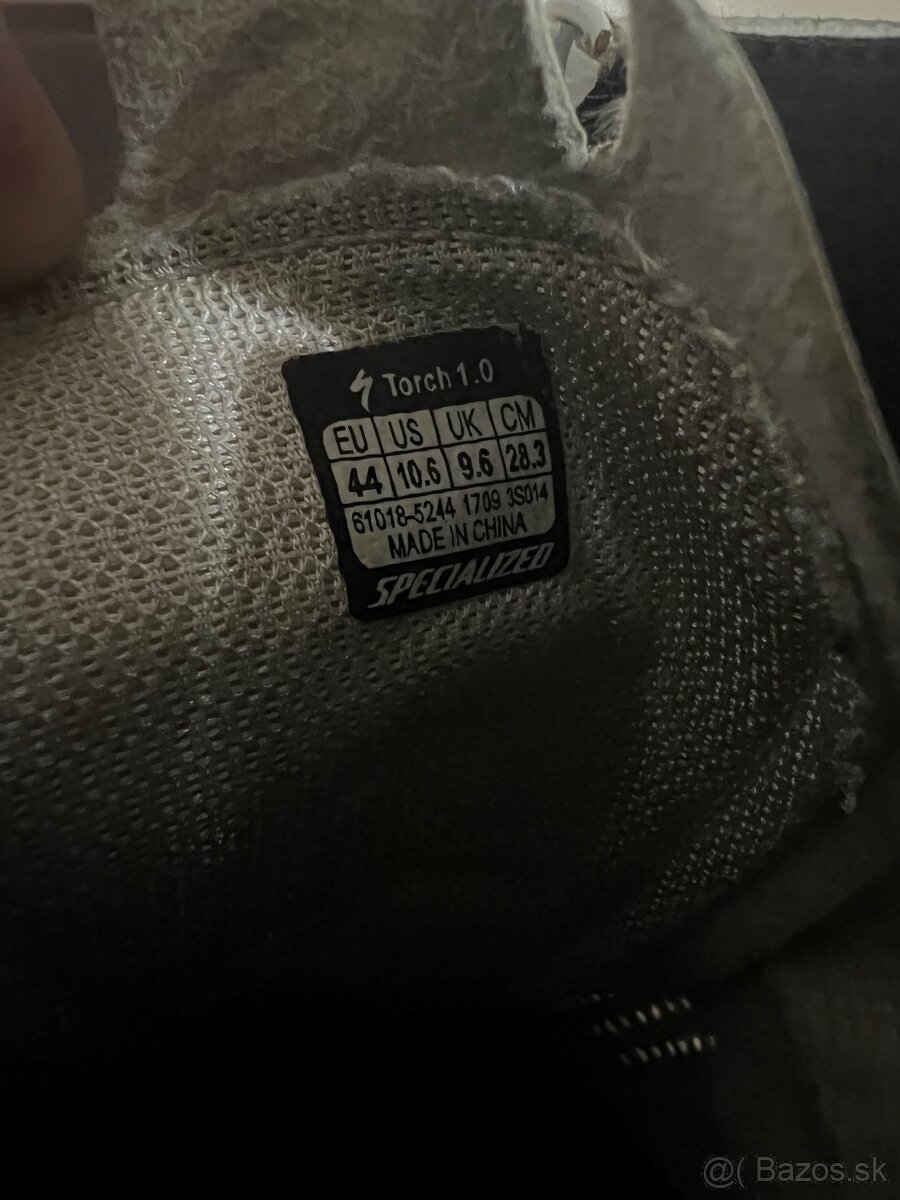 Torch 1.0
EU US UK CM
44 10.6 9.6 28.3
61018-5244 1709 3S014
MADE IN CHINA
SPECIALIZED
@( Bazos.sk